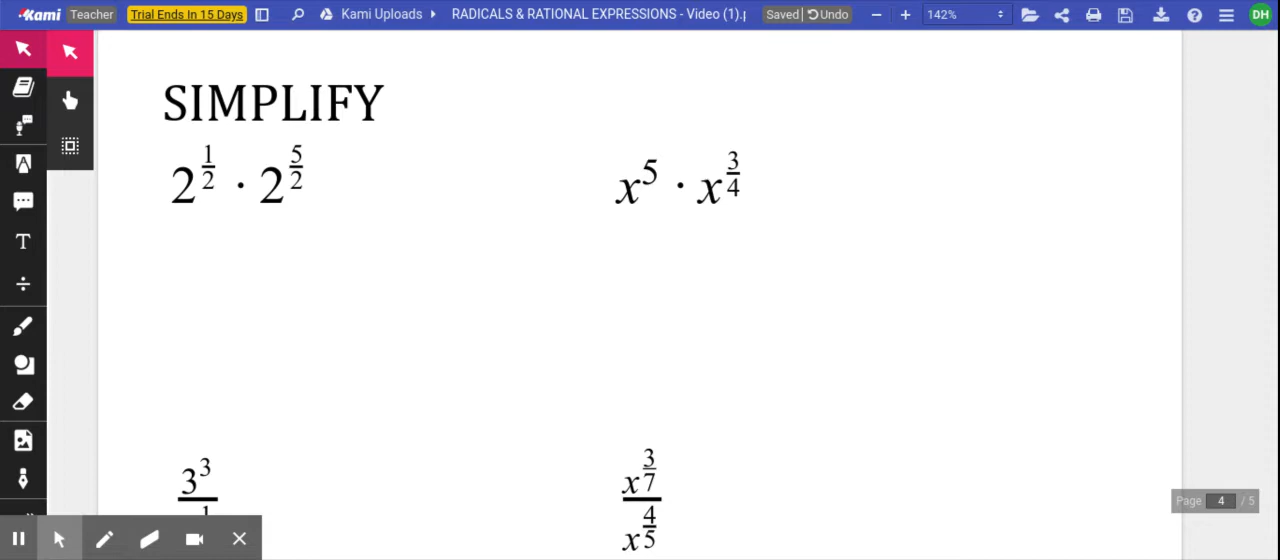 Kami Teacher Trial Ends In 15 Days Kami Uploads RADICALS & RATIONAL EXPRESSIONS - Video (1).p Saved Undo 142% DH
SIMPLIFY
2^{1/2} · 2^{5/2}
x^5 · x^{3/4}
3^3
1
x^{3/7}
x^{4/5}
Page 4 / 5
T